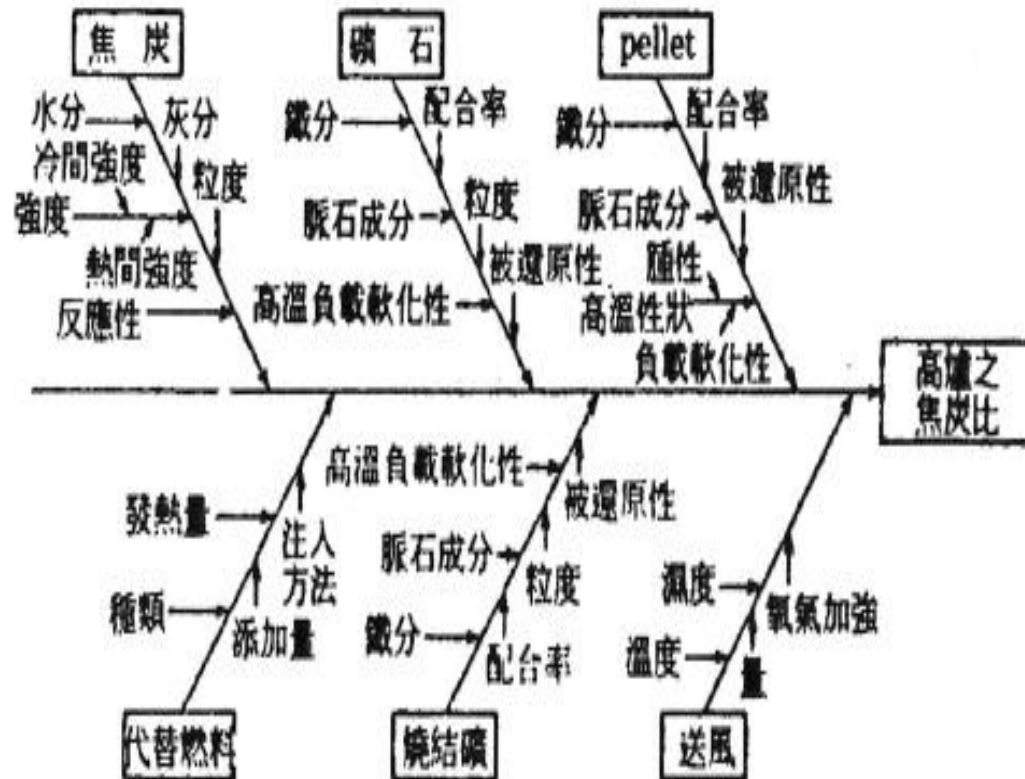 焦 炭
礦 石
pellet
水分
灰分
冷間強度
粒度
強度
熱間強度
反應性
鐵分
配合率
脈石成分
粒度
被還原性
高溫負載軟化性
鐵分
配合率
被還原性
脈石成分
腫性
高溫性狀
負載軟化性
高爐之
焦炭比
發熱量
注入
方法
種類
添加量
高溫負載軟化性
被還原性
脈石成分
粒度
鐵分
配合率
濕度
氧氣加強
溫度
量
代替燃料
燒結礦
送風